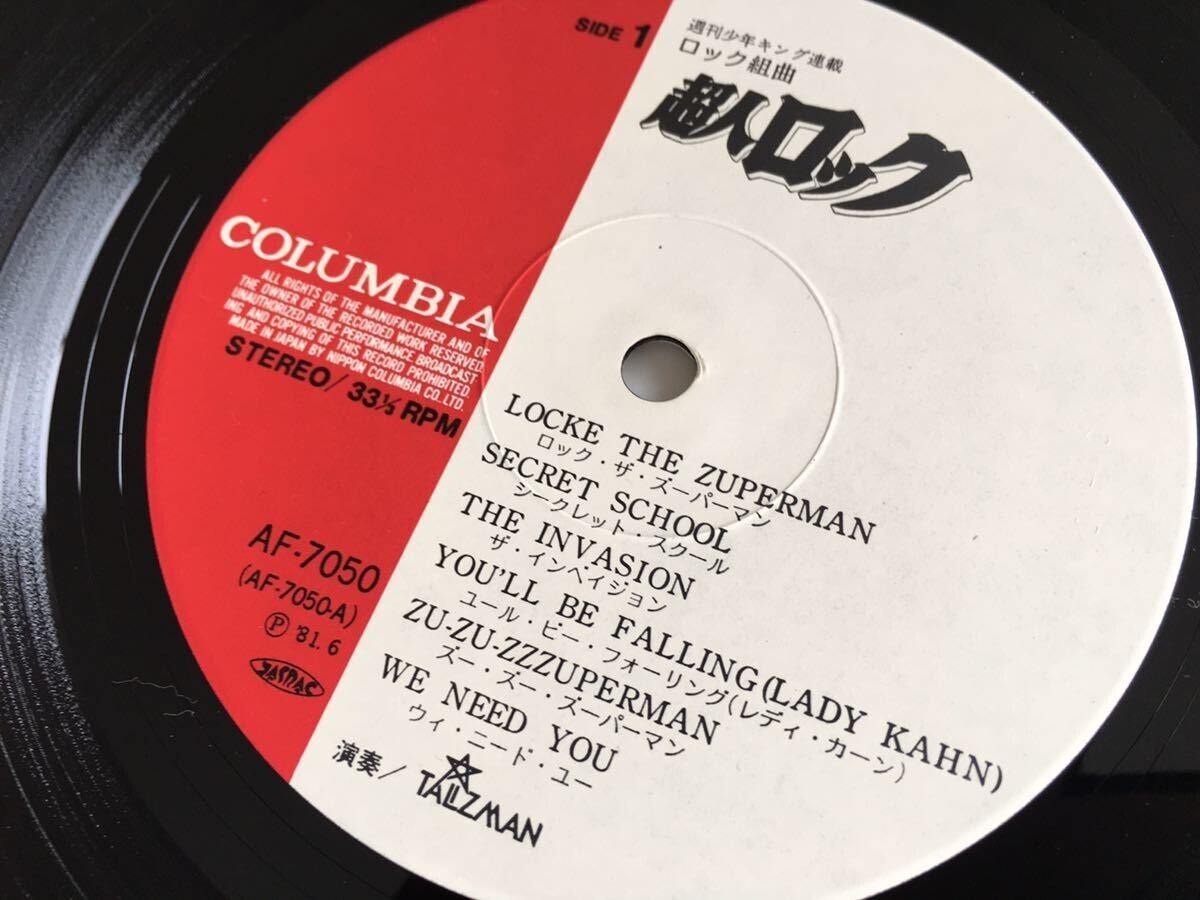 SIDE 1
週刊少年キング連載
ロック組曲
超人ロック
COLUMBIA
ALL RIGHTS OF THE MANUFACTURER AND OF
THE OWNER OF THE RECORDED WORK RESERVED.
UNAUTHORIZED PUBLIC PERFORMANCE BROADCAST
ING AND COPYING OF THIS RECORD PROHIBITED.
MADE IN JAPAN BY NIPPON COLUMBIA CO., LTD.
STEREO/33⅓ RPM
AF-7050
(AF-7050-A)
Ⓟ '81.6
JASRAC
LOCKE THE ZUPERMAN
ロック・ザ・ズーパーマン
SECRET SCHOOL
シークレット・スクール
THE INVASION
ザ・インベイジョン
YOU'LL BE FALLING(LADY KAHN)
ユール・ビー・フォーリング(レディ・カーン)
ZU-ZU-ZZZUPERMAN
ズー・ズー・ズーパーマン
WE NEED YOU
ウィ・ニード・ユー
演奏/ TALIZMAN